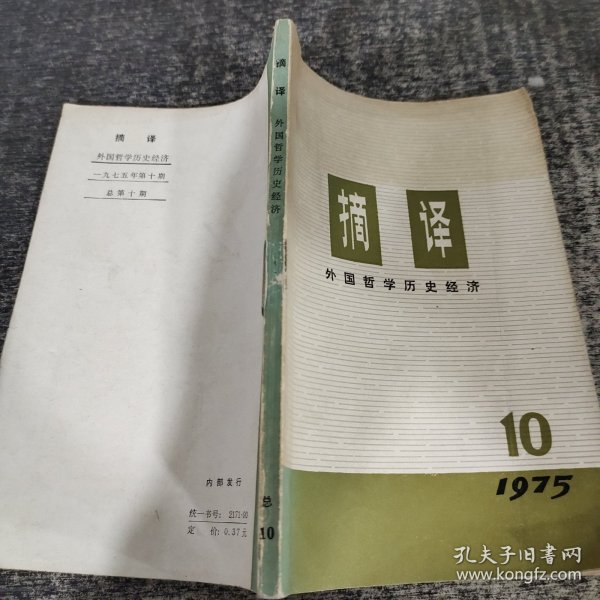 摘 译
外国哲学历史经济
一九七五年第十期
总第十期
内部发行
统一书号：2171·90
定 价：0.37元
摘译 外国哲学历史经济
总
10
摘译
外国哲学历史经济
10
1975
孔夫子旧书网
www.kongfz.com